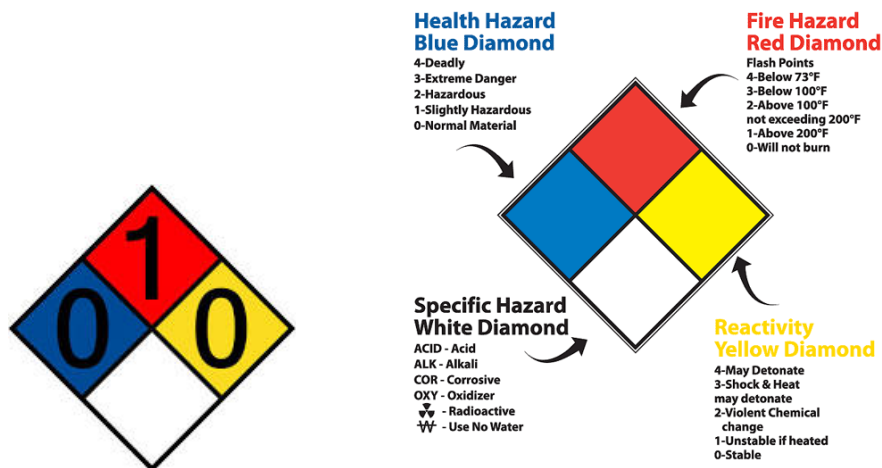 1
0
0
Health Hazard
Blue Diamond
4-Deadly
3-Extreme Danger
2-Hazardous
1-Slightly Hazardous
0-Normal Material
Fire Hazard
Red Diamond
Flash Points
4-Below 73°F
3-Below 100°F
2-Above 100°F
not exceeding 200°F
1-Above 200°F
0-Will not burn
Specific Hazard
White Diamond
ACID - Acid
ALK - Alkali
COR - Corrosive
OXY - Oxidizer
- Radioactive
W - Use No Water
Reactivity
Yellow Diamond
4-May Detonate
3-Shock & Heat
may detonate
2-Violent Chemical
change
1-Unstable if heated
0-Stable